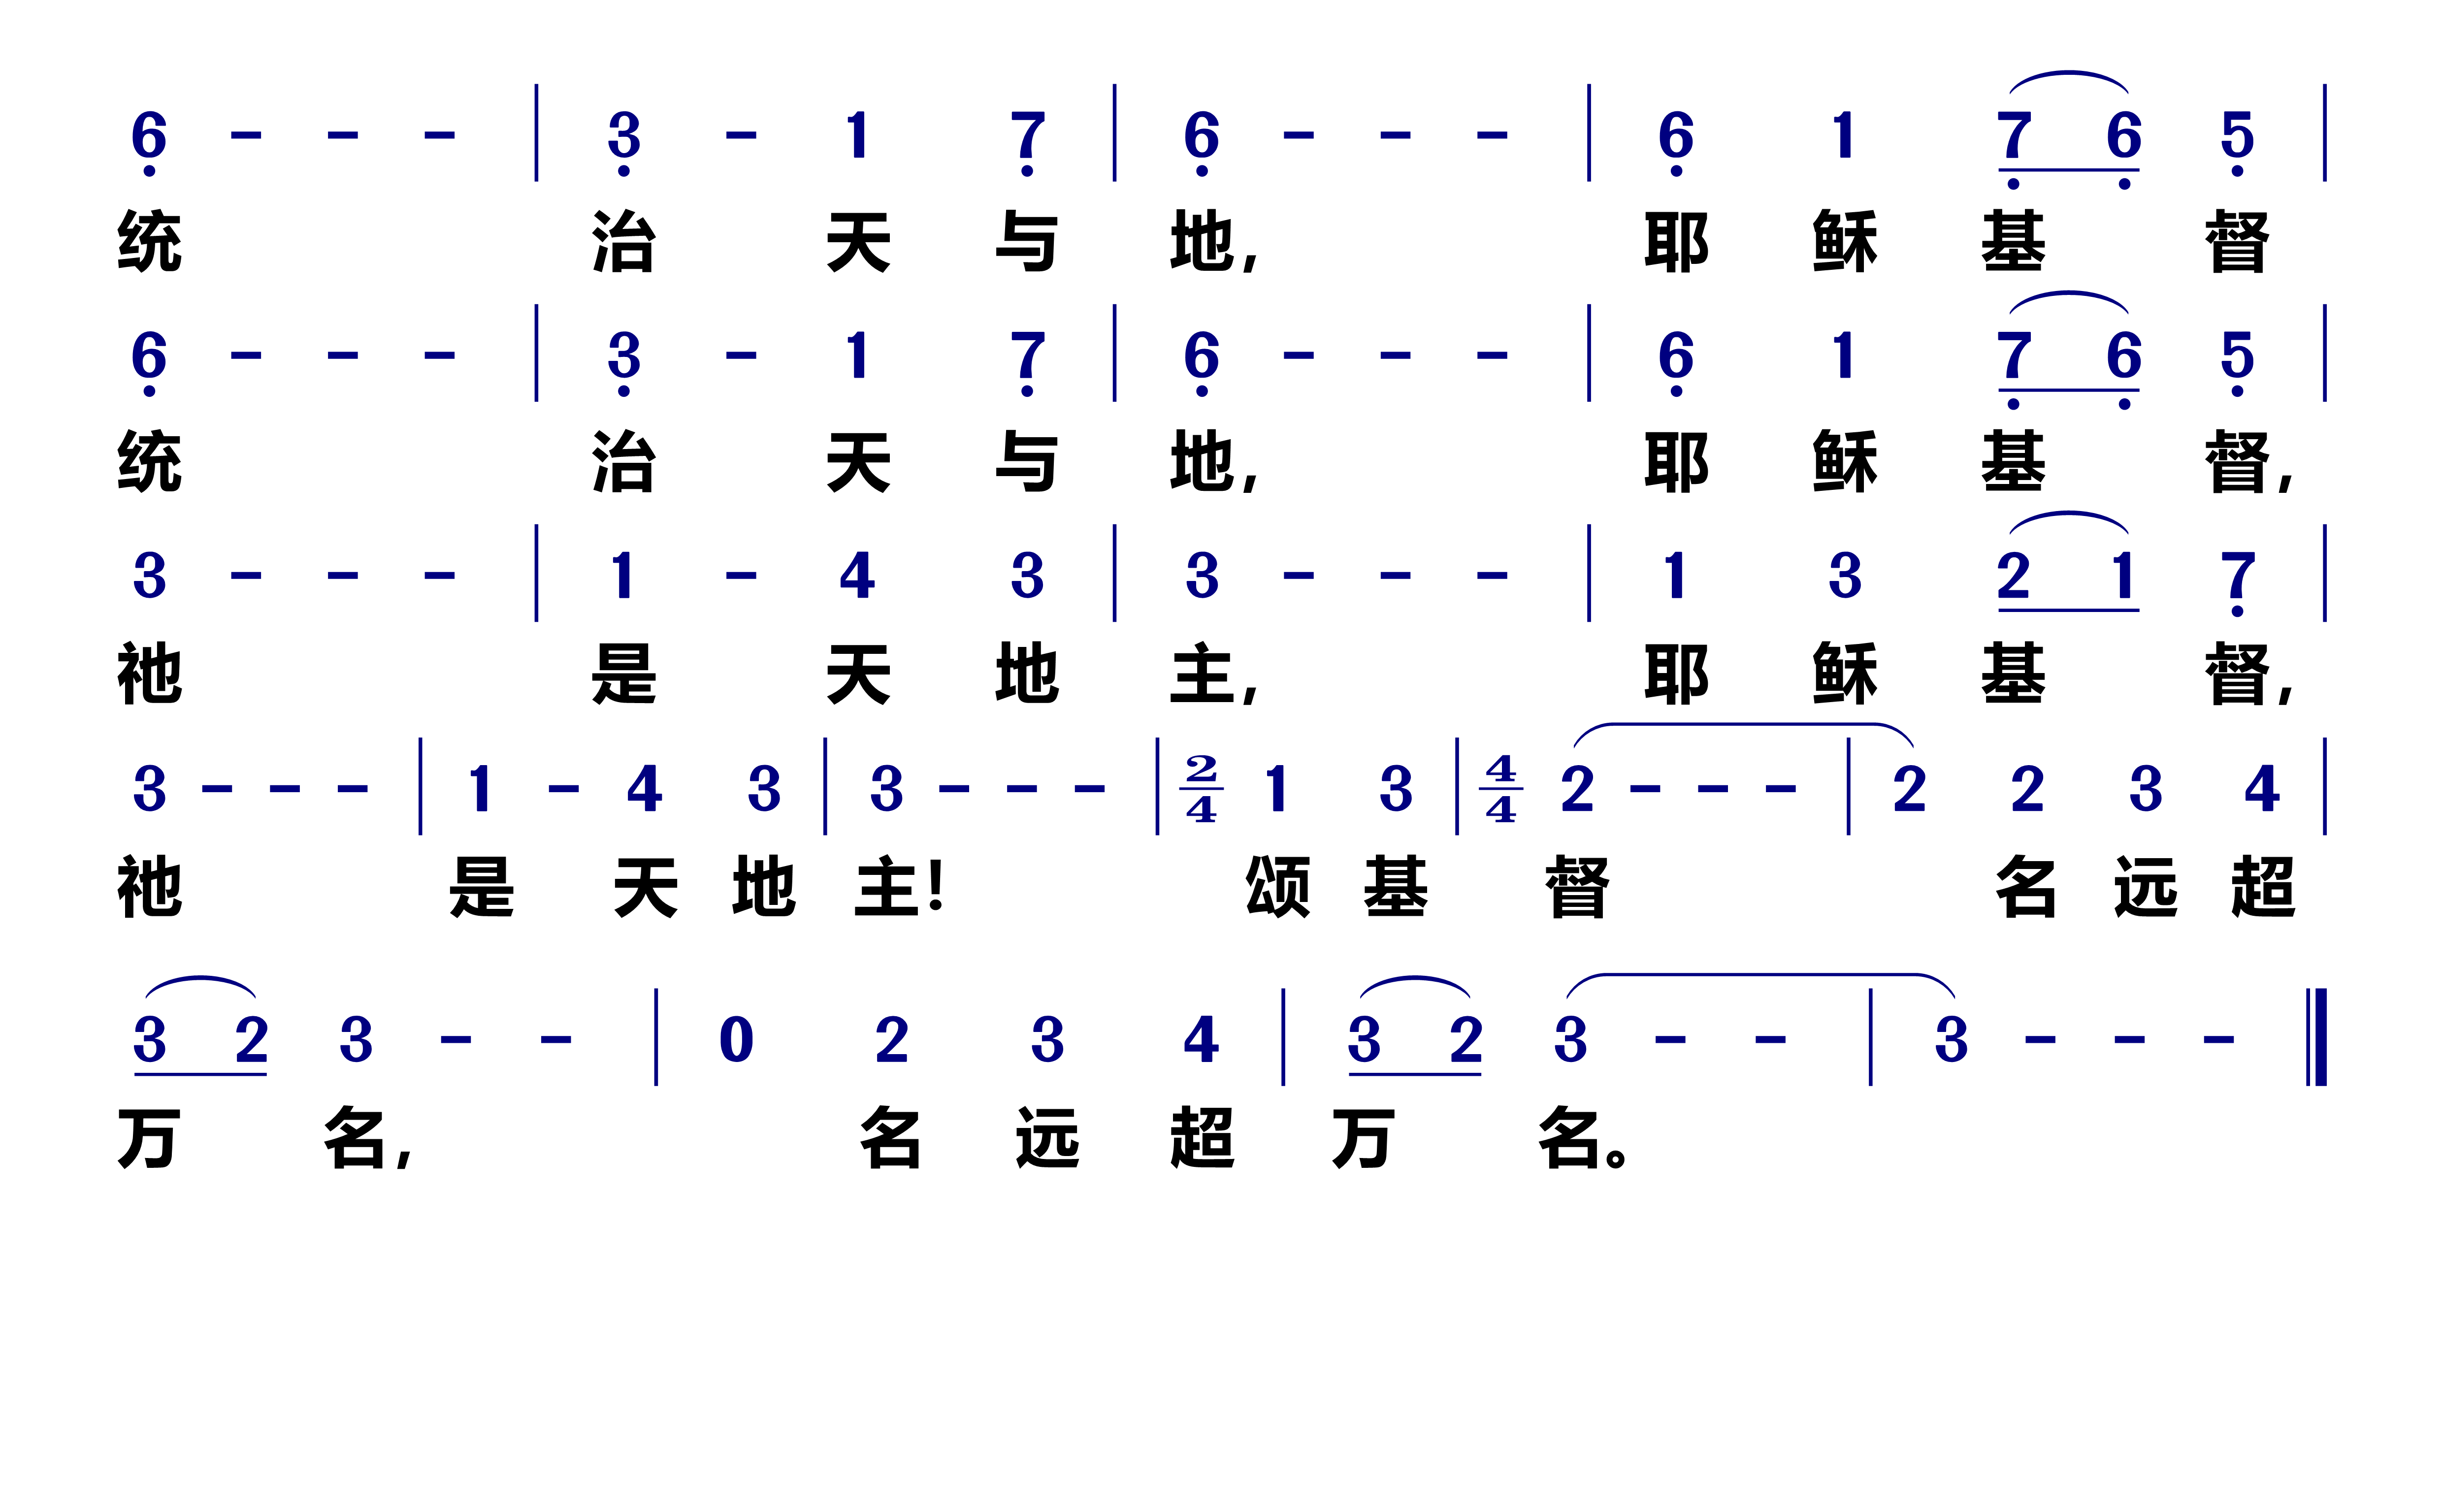 6 - - - | 3 - 1 7 | 6 - - - | 6 1 7 6 5 |
统 治 天 与 地, 耶 稣 基 督
6 - - - | 3 - 1 7 | 6 - - - | 6 1 7 6 5 |
统 治 天 与 地, 耶 稣 基 督,
3 - - - | 1 - 4 3 | 3 - - - | 1 3 2 1 7 |
祂 是 天 地 主, 耶 稣 基 督,
3 - - - | 1 - 4 3 | 3 - - - | 2/4 1 3 | 4/4 2 - - - | 2 2 3 4 |
祂 是 天 地 主! 颂 基 督 名 远 超
3 2 3 - - | 0 2 3 4 | 3 2 3 - - | 3 - - - ‖
万 名, 名 远 超 万 名。